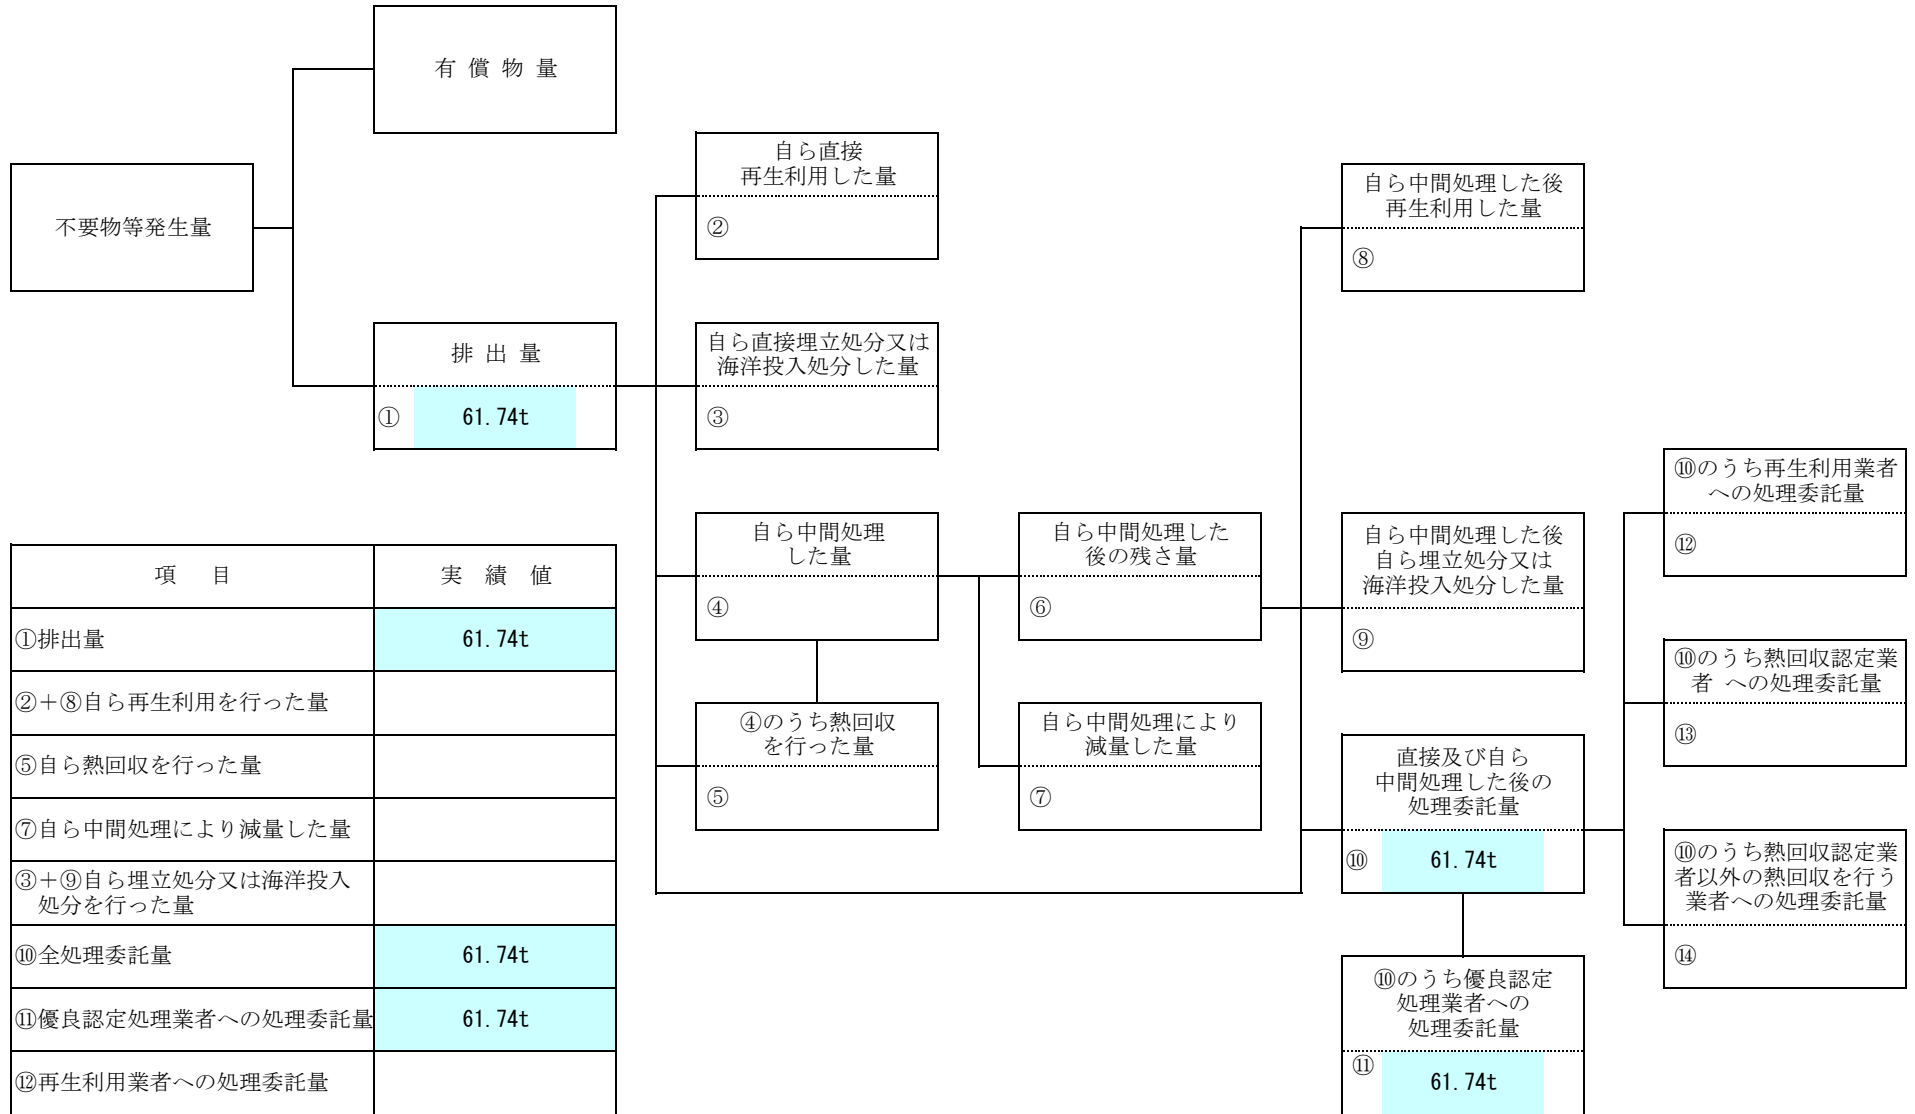 有 償 物 量
不要物等発生量
排 出 量
① 61.74t
自ら直接
再生利用した量
②
自ら直接埋立処分又は
海洋投入処分した量
③
自ら中間処理
した量
④
④のうち熱回収
を行った量
⑤
自ら中間処理した
後の残さ量
⑥
自ら中間処理により
減量した量
⑦
自ら中間処理した後
再生利用した量
⑧
自ら中間処理した後
自ら埋立処分又は
海洋投入処分した量
⑨
直接及び自ら
中間処理した後の
処理委託量
⑩ 61.74t
⑩のうち優良認定
処理業者への
処理委託量
⑪ 61.74t
⑩のうち再生利用業者
への処理委託量
⑫
⑩のうち熱回収認定業
者 への処理委託量
⑬
⑩のうち熱回収認定業
者以外の熱回収を行う
業者への処理委託量
⑭
項 目 実 績 値
①排出量 61.74t
②＋⑧自ら再生利用を行った量
⑤自ら熱回収を行った量
⑦自ら中間処理により減量した量
③＋⑨自ら埋立処分又は海洋投入
処分を行った量
⑩全処理委託量 61.74t
⑪優良認定処理業者への処理委託量 61.74t
⑫再生利用業者への処理委託量